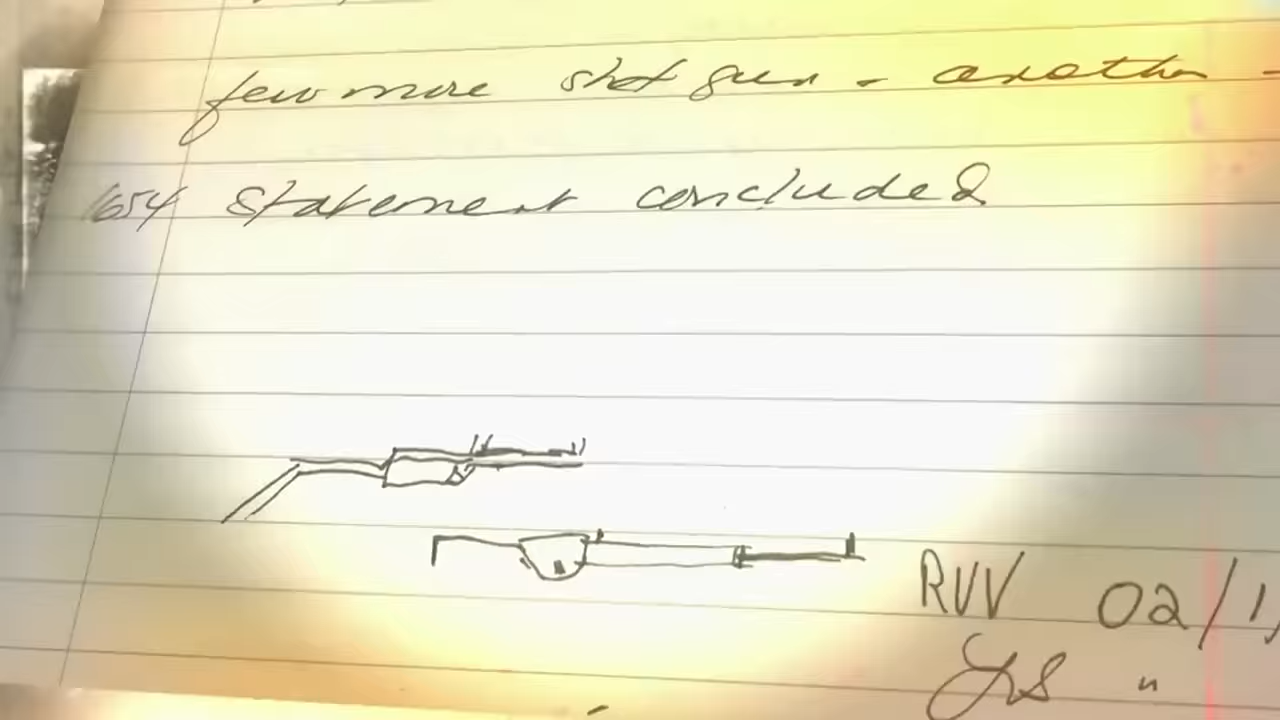 few more shot gun - another -
1654 Statement concluded
RVV 02/1
"